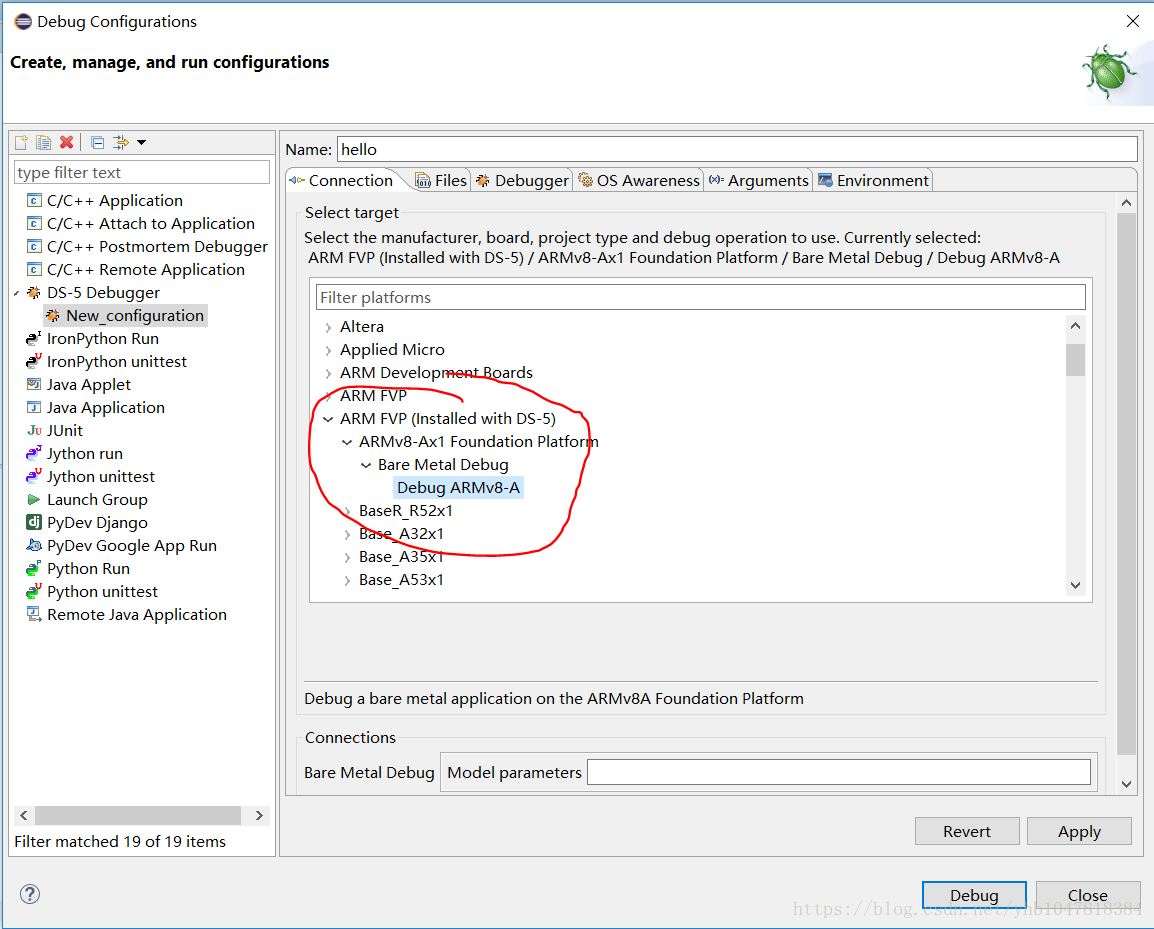 Debug Configurations
Create, manage, and run configurations
type filter text
C/C++ Application
C/C++ Attach to Application
C/C++ Postmortem Debugger
C/C++ Remote Application
DS-5 Debugger
New_configuration
IronPython Run
IronPython unittest
Java Applet
Java Application
JUnit
Jython run
Jython unittest
Launch Group
PyDev Django
PyDev Google App Run
Python Run
Python unittest
Remote Java Application
Filter matched 19 of 19 items
Name: hello
Connection Files Debugger OS Awareness Arguments Environment
Select target
Select the manufacturer, board, project type and debug operation to use. Currently selected:
ARM FVP (Installed with DS-5) / ARMv8-Ax1 Foundation Platform / Bare Metal Debug / Debug ARMv8-A
Filter platforms
Altera
Applied Micro
ARM Development Boards
ARM FVP
ARM FVP (Installed with DS-5)
ARMv8-Ax1 Foundation Platform
Bare Metal Debug
Debug ARMv8-A
BaseR_R52x1
Base_A32x1
Base_A35x1
Base_A53x1
Debug a bare metal application on the ARMv8A Foundation Platform
Connections
Bare Metal Debug Model parameters
Revert Apply
Debug Close
https://blog.csdn.net/yhb1047818384